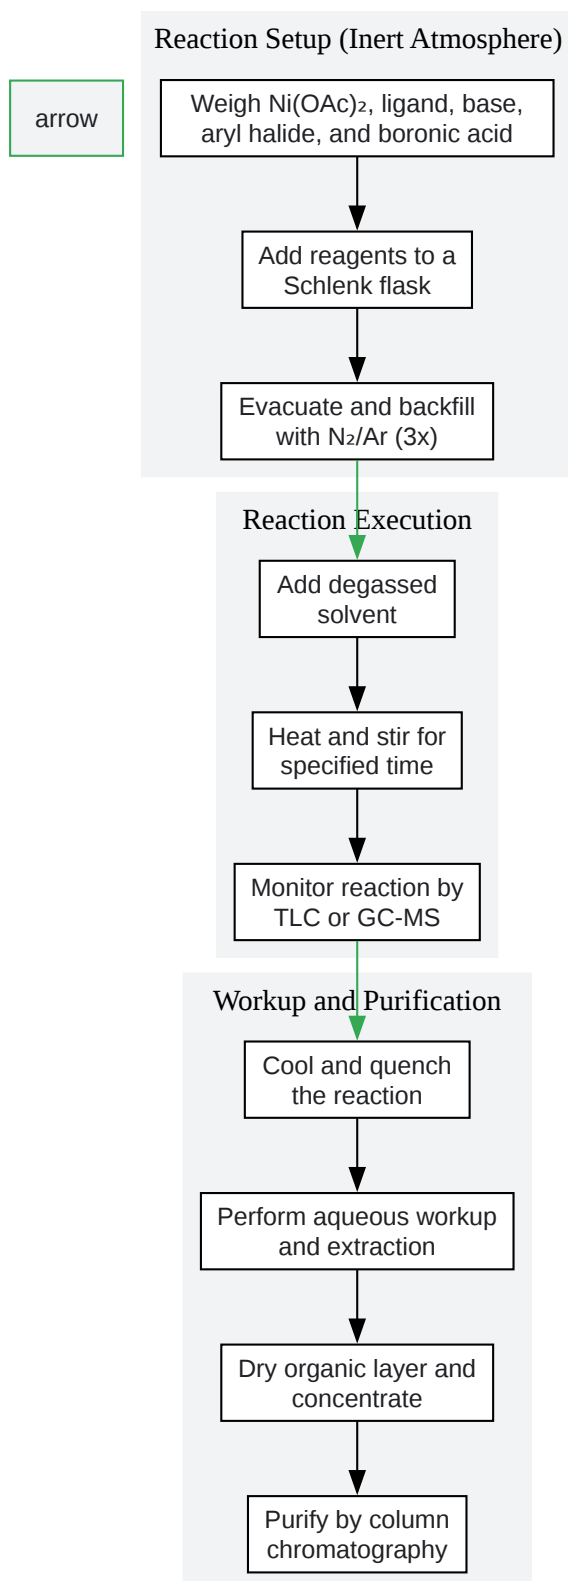 Reaction Setup (Inert Atmosphere)
arrow
Weigh Ni(OAc)₂, ligand, base,
aryl halide, and boronic acid
Add reagents to a
Schlenk flask
Evacuate and backfill
with N₂/Ar (3x)
Reaction Execution
Add degassed
solvent
Heat and stir for
specified time
Monitor reaction by
TLC or GC-MS
Workup and Purification
Cool and quench
the reaction
Perform aqueous workup
and extraction
Dry organic layer and
concentrate
Purify by column
chromatography